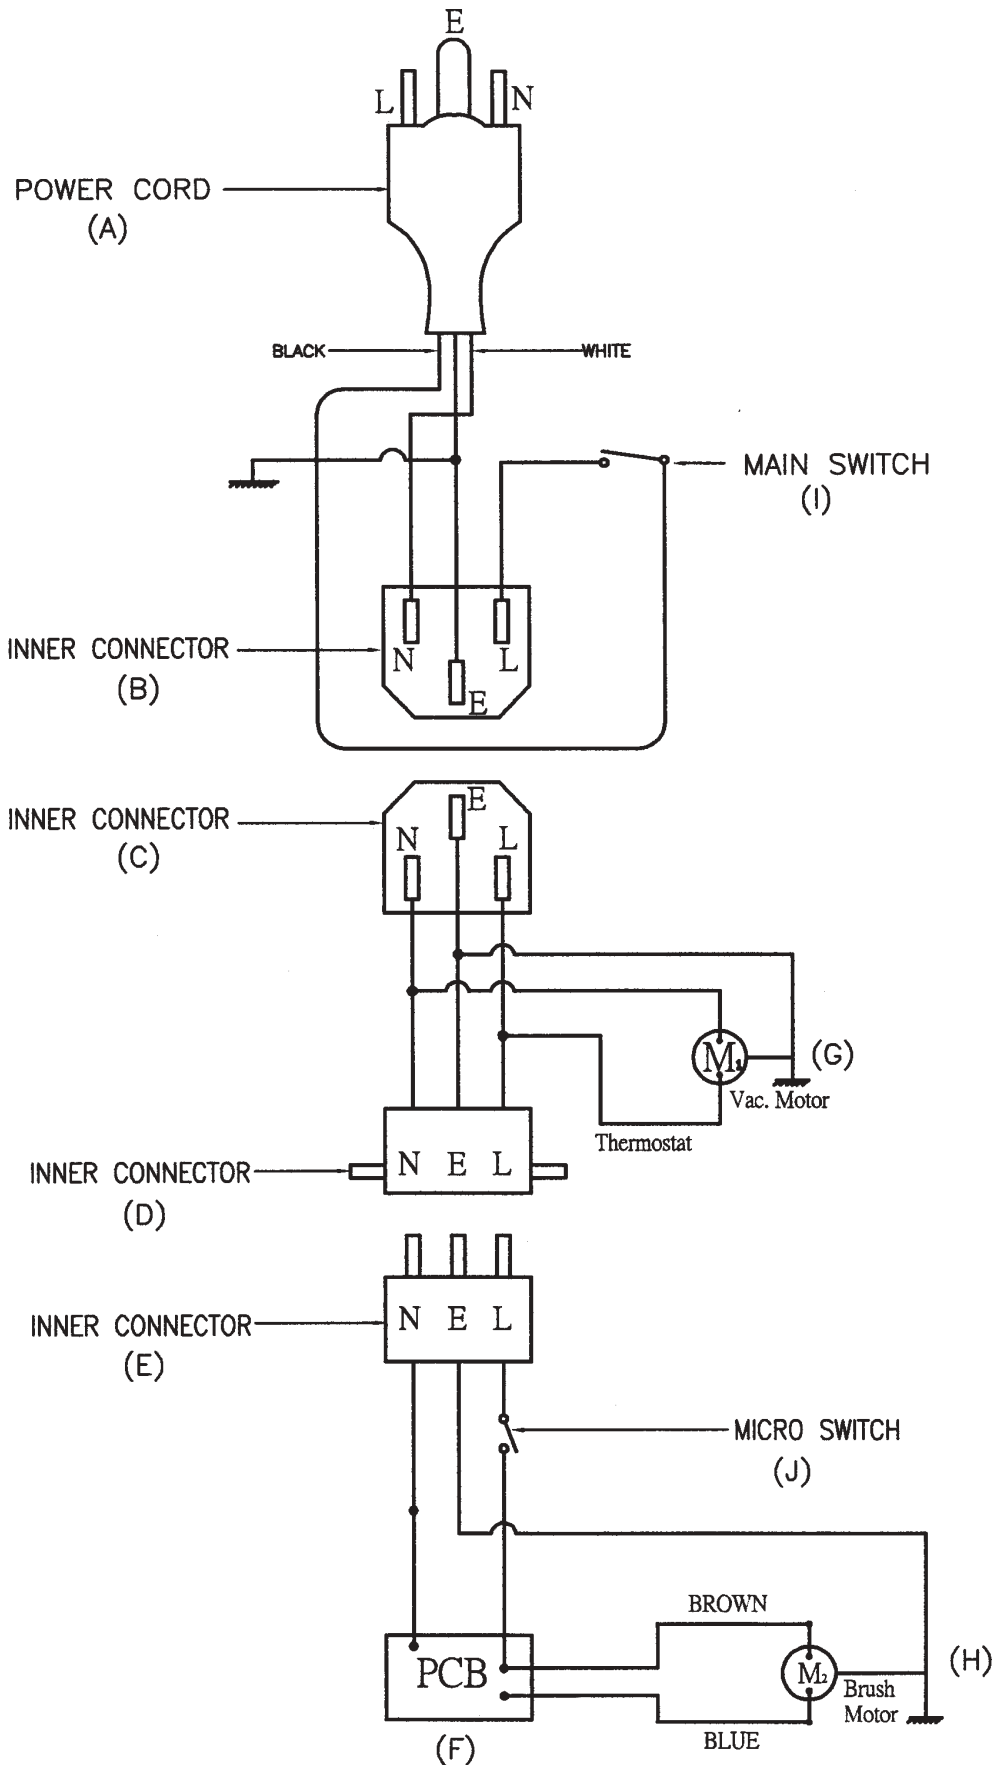 E
L
N
POWER CORD
(A)
BLACK
WHITE
MAIN SWITCH
(I)
INNER CONNECTOR
(B)
N
L
E
INNER CONNECTOR
(C)
E
N
L
M1
(G)
Vac. Motor
Thermostat
INNER CONNECTOR
(D)
N E L
INNER CONNECTOR
(E)
N E L
MICRO SWITCH
(J)
BROWN
PCB
M2
(H)
Brush
Motor
BLUE
(F)